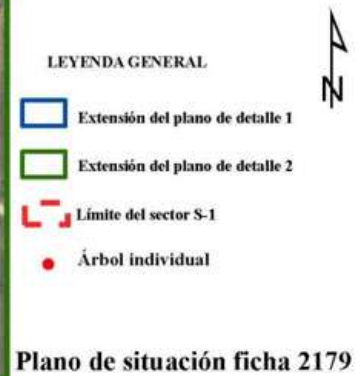 N
LEYENDA GENERAL
Extensión del plano de detalle 1
Extensión del plano de detalle 2
Límite del sector S-1
Árbol individual
Plano de situación ficha 2179